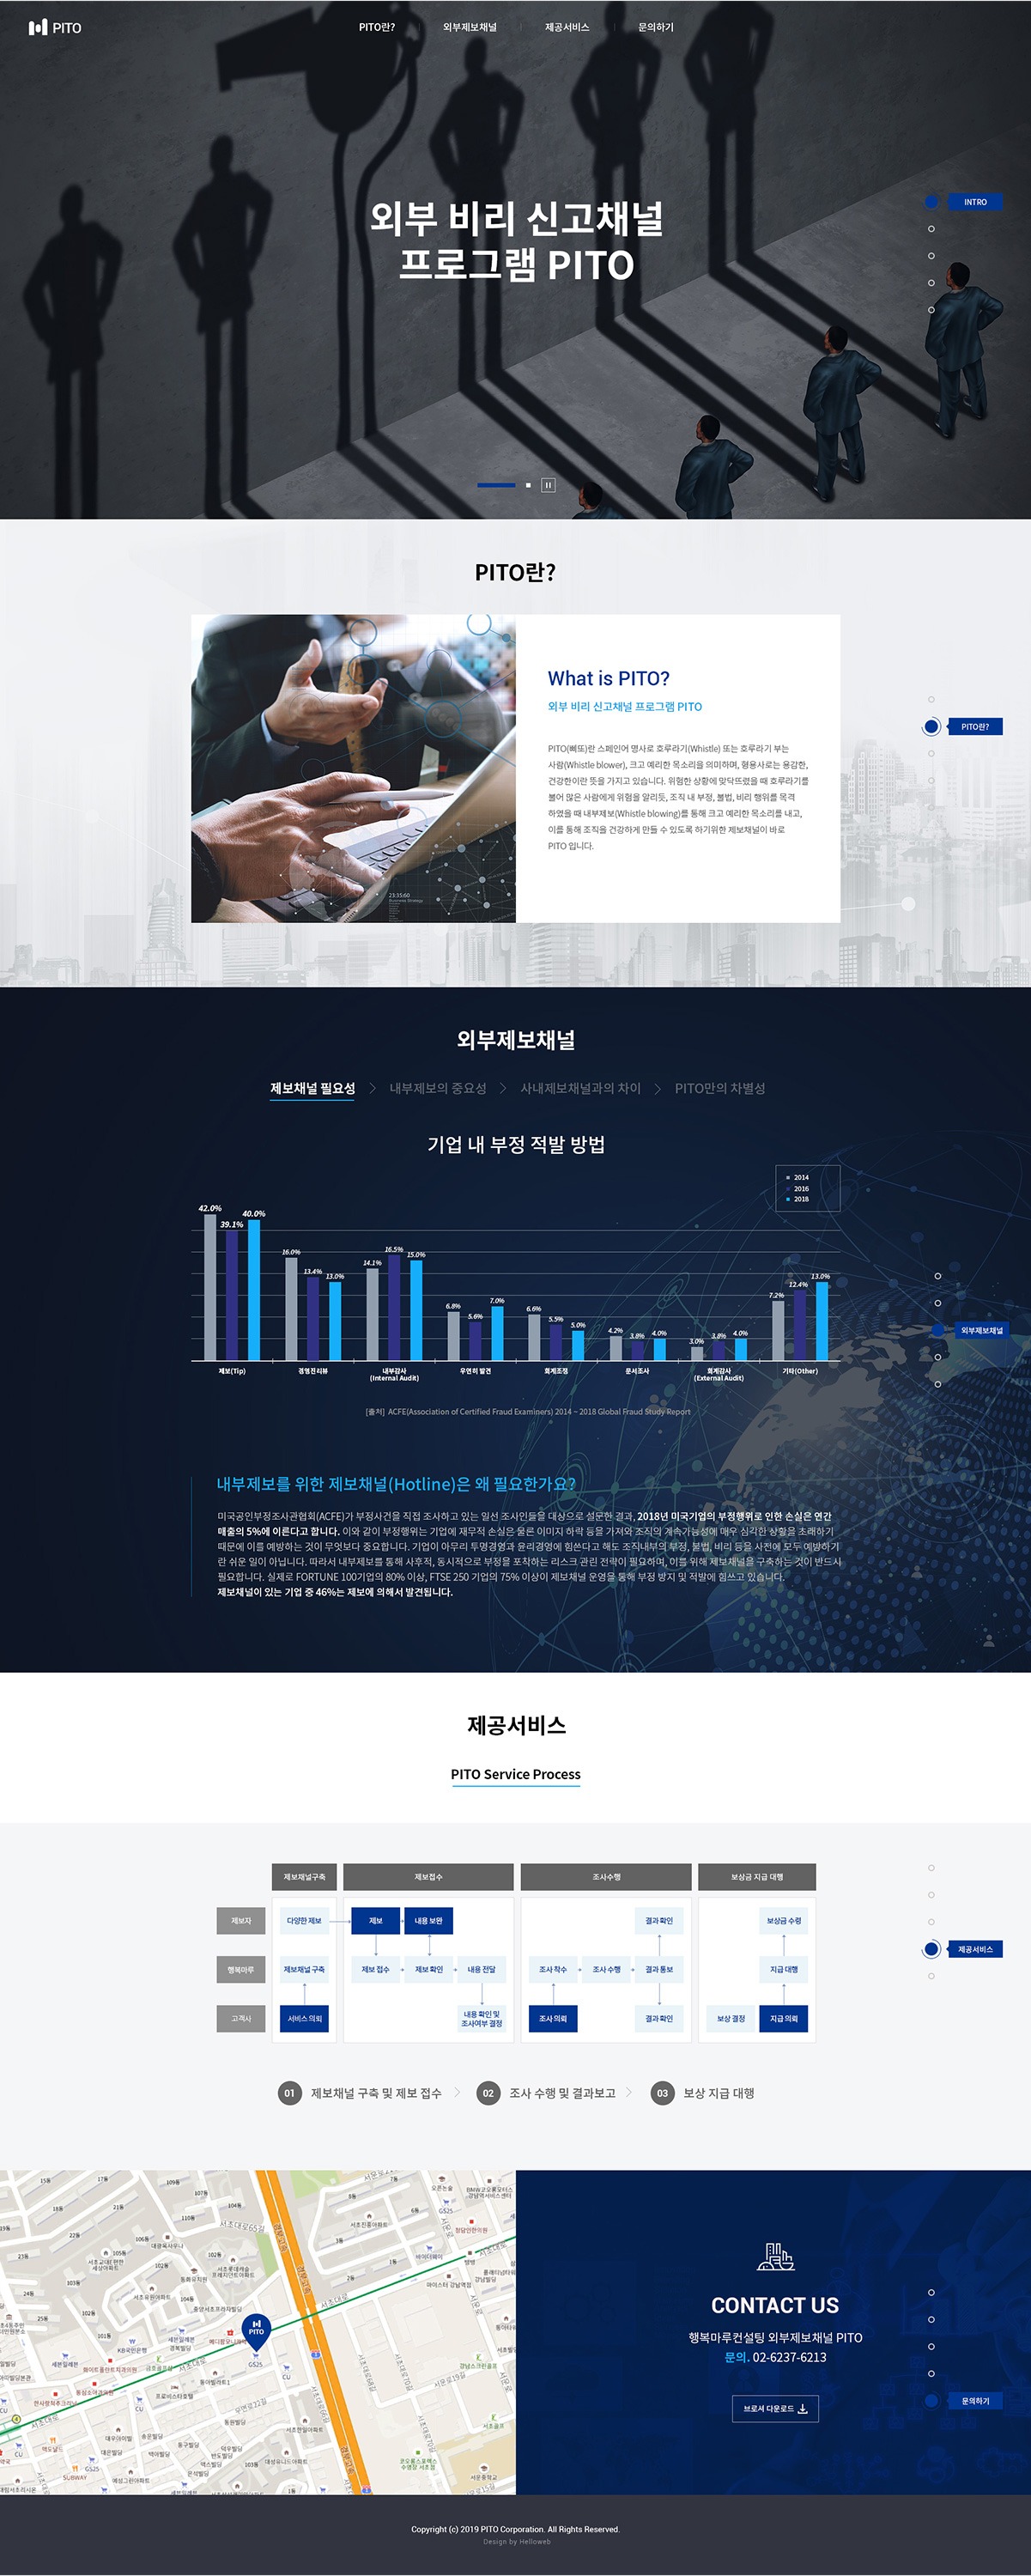 PITO
PITO란?
외부제보채널
제공서비스
문의하기
외부 비리 신고채널
프로그램 PITO
INTRO
PITO란?
What is PITO?
외부 비리 신고채널 프로그램 PITO
PITO(삐또)란 스페인어 명사로 호루라기(Whistle) 또는 호루라기 부는
사람(Whistle blower), 크고 예리한 목소리을 의미하며, 형용사로는 용감한,
건강한이란 뜻을 가지고 있습니다. 위험한 상황에 맞닥뜨렸을 때 호루라기를
불어 많은 사람에게 위험을 알리듯, 조직 내 부정, 불법, 비리 행위를 목격
하였을 때 내부제보(Whistle blowing)를 통해 크고 예리한 목소리를 내고,
이를 통해 조직을 건강하게 만들 수 있도록 하기위한 제보채널이 바로
PITO 입니다.
PITO란?
외부제보채널
제보채널 필요성
내부제보의 중요성
사내제보채널과의 차이
PITO만의 차별성
기업 내 부정 적발 방법
2014
2016
2018
42.0%
39.1%
40.0%
16.0%
13.4%
13.0%
14.1%
16.5%
15.0%
6.8%
5.6%
7.0%
6.6%
5.5%
5.0%
4.2%
3.8%
4.0%
3.0%
3.8%
4.0%
7.2%
12.4%
13.0%
제보(Tip)
경영진리뷰
내부감사
(Internal Audit)
우연히 발견
회계조정
문서조사
회계감사
(External Audit)
기타(Other)
외부제보채널
[출처] ACFE(Association of Certified Fraud Examiners) 2014 ~ 2018 Global Fraud Study Report
내부제보를 위한 제보채널(Hotline)은 왜 필요한가요?
미국공인부정조사관협회(ACFE)가 부정사건을 직접 조사하고 있는 일선 조사인들을 대상으로 설문한 결과, 2018년 미국기업의 부정행위로 인한 손실은 연간
매출의 5%에 이른다고 합니다. 이와 같이 부정행위는 기업에 재무적 손실은 물론 이미지 하락 등을 가져와 조직의 계속가능성에 매우 심각한 상황을 초래하기
때문에 이를 예방하는 것이 무엇보다 중요합니다. 기업이 아무리 투명경영과 윤리경영에 힘쓴다고 해도 조직내부의 부정, 불법, 비리 등을 사전에 모두 예방하기
란 쉬운 일이 아닙니다. 따라서 내부제보를 통해 사후적, 동시적으로 부정을 포착하는 리스크 관린 전략이 필요하며, 이를 위해 제보채널을 구축하는 것이 반드시
필요합니다. 실제로 FORTUNE 100기업의 80% 이상, FTSE 250 기업의 75% 이상이 제보채널 운영을 통해 부정 방지 및 적발에 힘쓰고 있습니다.
제보채널이 있는 기업 중 46%는 제보에 의해서 발견됩니다.
제공서비스
PITO Service Process
제보채널구축
제보접수
조사수행
보상금 지급 대행
제보자
다양한 제보
제보
내용 보완
결과 확인
보상금 수령
행복마루
제보채널 구축
제보 접수
제보 확인
내용 전달
조사 착수
조사 수행
결과 통보
지급 대행
제공서비스
고객사
서비스 의뢰
내용 확인 및
조사여부 결정
조사 의뢰
결과 확인
보상 결정
지급 의뢰
01 제보채널 구축 및 제보 접수
02 조사 수행 및 결과보고
03 보상 지급 대행
서초대로65길
경부고속
GS25
PITO
GS25
CU
KB국민은행
SUBWAY
CONTACT US
행복마루컨설팅 외부제보채널 PITO
문의. 02-6237-6213
브로셔 다운로드
문의하기
Copyright (c) 2019 PITO Corporation. All Rights Reserved.
Design by Helloweb